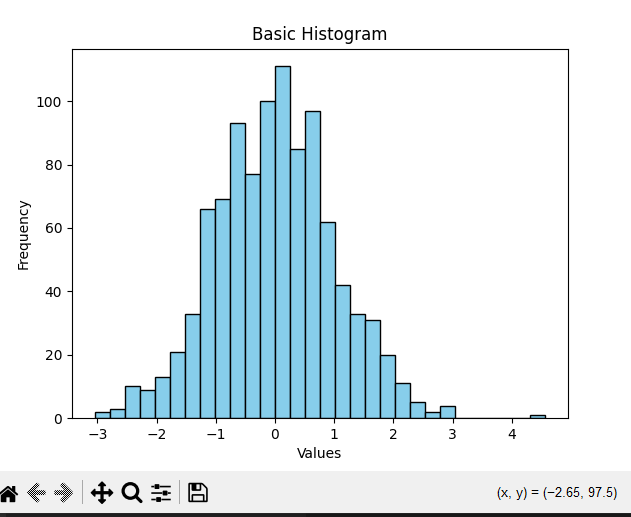 Basic Histogram
100
80
60
40
20
0
Frequency
−3 −2 −1 0 1 2 3 4
Values
(x, y) = (−2.65, 97.5)